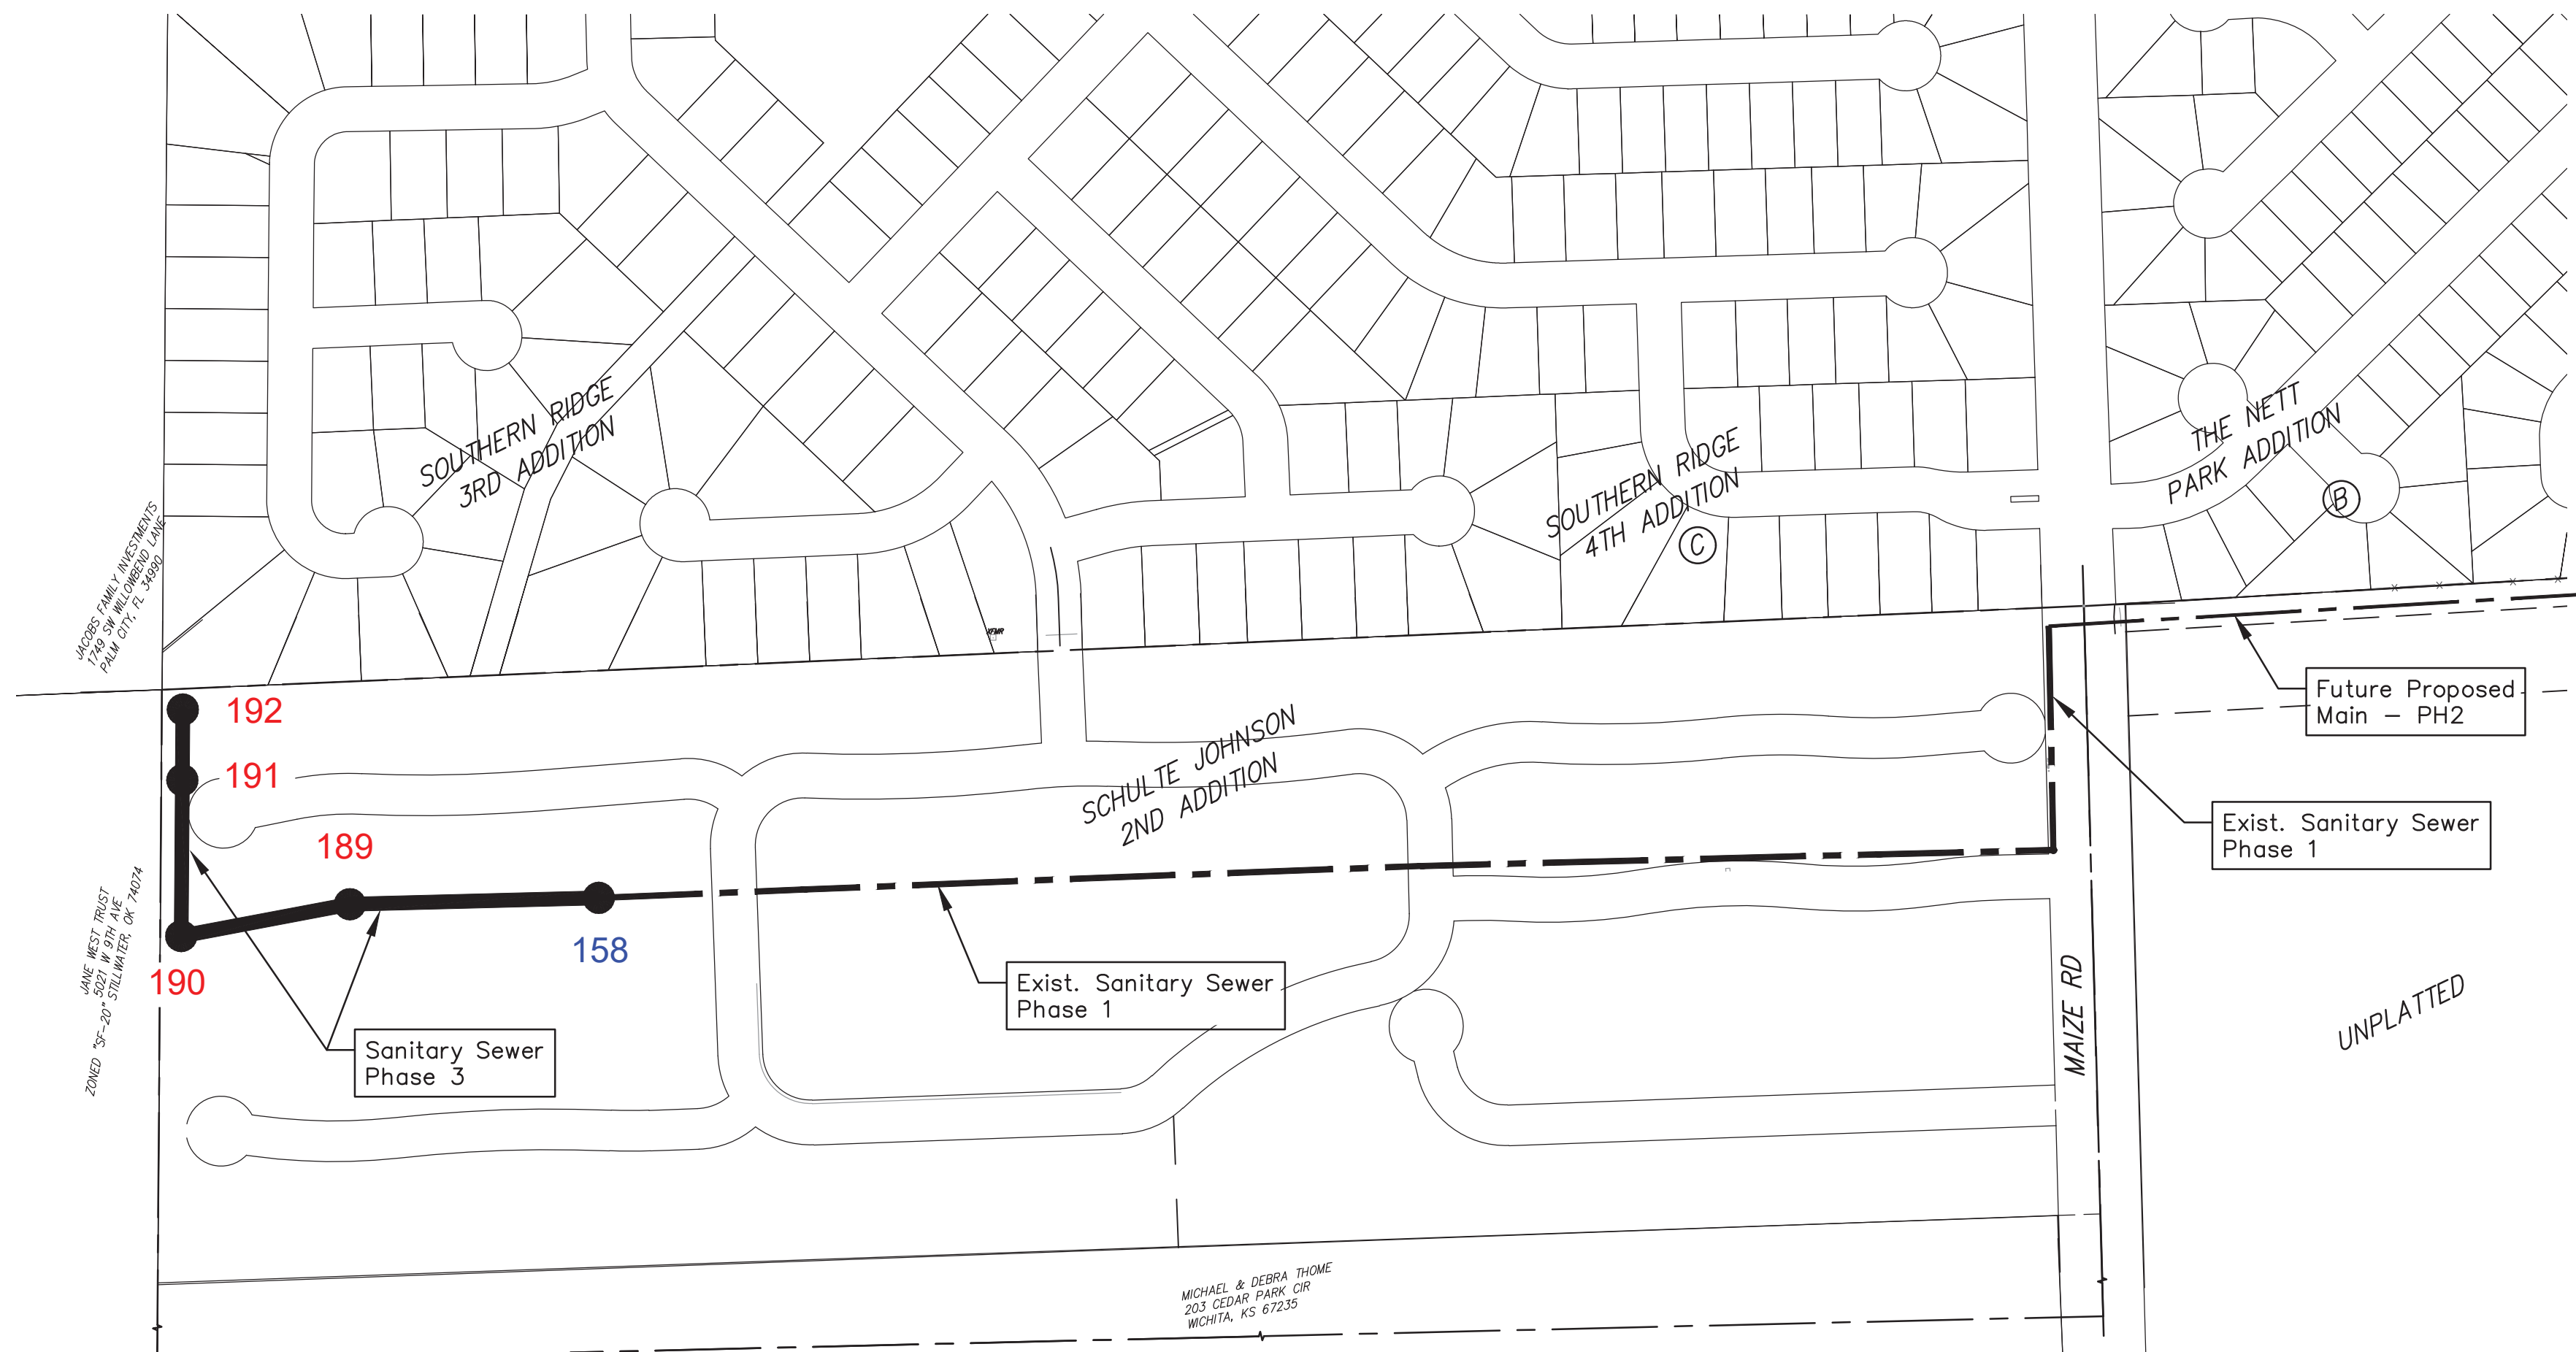 SOUTHERN RIDGE
3RD ADDITION
SOUTHERN RIDGE
4TH ADDITION
C
THE NETT
PARK ADDITION
B
JACOBS FAMILY INVESTMENTS
1749 SW WILLOWBEND LANE
PALM CITY, FL 34990
XFMR
192
191
189
190
158
Future Proposed
Main – PH2
SCHULTE JOHNSON
2ND ADDITION
Exist. Sanitary Sewer
Phase 1
JANE WEST TRUST
5021 W 9TH AVE
STILLWATER, OK 74074
ZONED "SF-20"
Exist. Sanitary Sewer
Phase 1
Sanitary Sewer
Phase 3
MAIZE RD
UNPLATTED
MICHAEL & DEBRA THOME
203 CEDAR PARK CIR
WICHITA, KS 67235